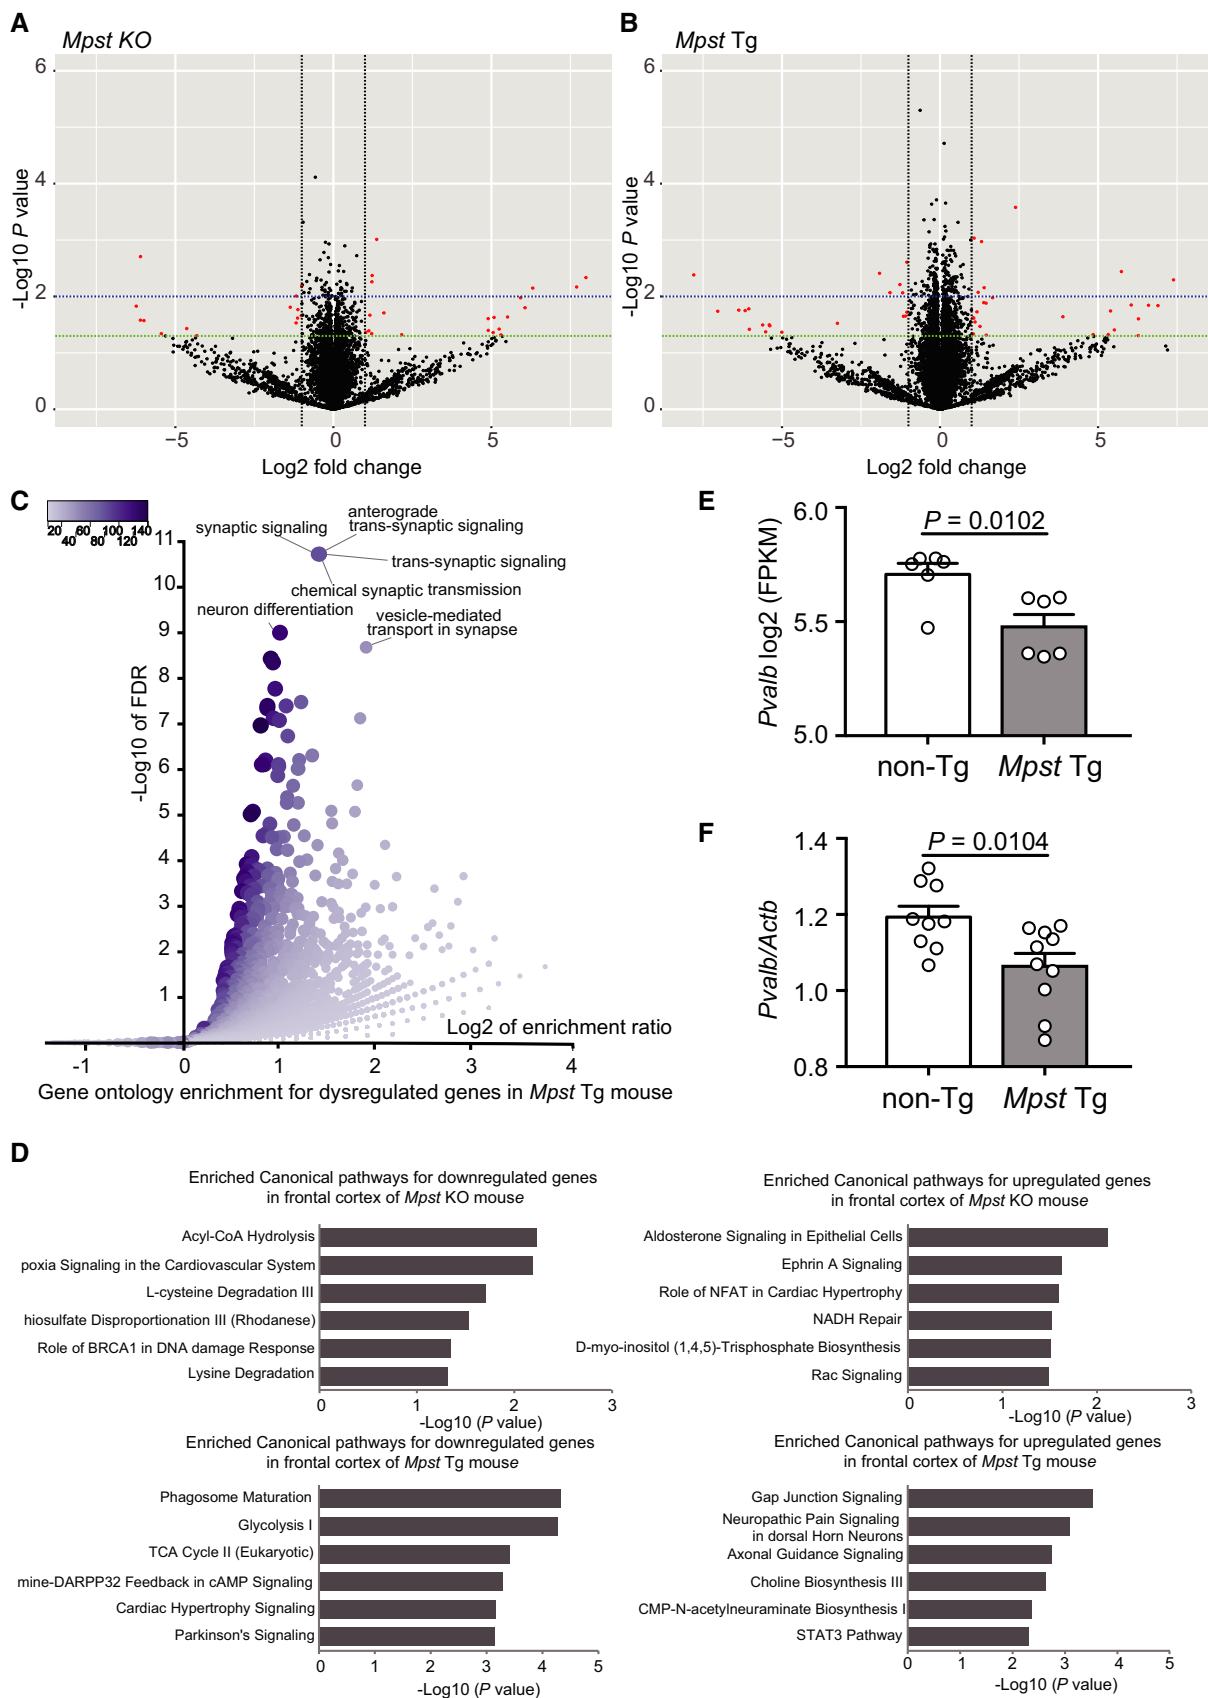 A
Mpst KO
6
4
2
0
-Log10 P value
−5
0
5
Log2 fold change
B
Mpst Tg
6
4
2
0
-Log10 P value
−5
0
5
Log2 fold change
C
20 60 100 140
40 80 120
synaptic signaling
anterograde
trans-synaptic signaling
trans-synaptic signaling
chemical synaptic transmission
neuron differentiation
vesicle-mediated
transport in synapse
-Log10 of FDR
11
10
9
8
7
6
5
4
3
2
1
Log2 of enrichment ratio
-1
0
1
2
3
4
Gene ontology enrichment for dysregulated genes in Mpst Tg mouse
E
P = 0.0102
Pvalb log2 (FPKM)
6.0
5.5
5.0
non-Tg
Mpst Tg
F
P = 0.0104
Pvalb/Actb
1.4
1.2
1.0
0.8
non-Tg
Mpst Tg
D
Enriched Canonical pathways for downregulated genes
in frontal cortex of Mpst KO mouse
Acyl-CoA Hydrolysis
poxia Signaling in the Cardiovascular System
L-cysteine Degradation III
hiosulfate Disproportionation III (Rhodanese)
Role of BRCA1 in DNA damage Response
Lysine Degradation
0
1
2
3
-Log10 (P value)
Enriched Canonical pathways for upregulated genes
in frontal cortex of Mpst KO mouse
Aldosterone Signaling in Epithelial Cells
Ephrin A Signaling
Role of NFAT in Cardiac Hypertrophy
NADH Repair
D-myo-inositol (1,4,5)-Trisphosphate Biosynthesis
Rac Signaling
0
1
2
3
-Log10 (P value)
Enriched Canonical pathways for downregulated genes
in frontal cortex of Mpst Tg mouse
Phagosome Maturation
Glycolysis I
TCA Cycle II (Eukaryotic)
mine-DARPP32 Feedback in cAMP Signaling
Cardiac Hypertrophy Signaling
Parkinson's Signaling
0
1
2
3
4
5
-Log10 (P value)
Enriched Canonical pathways for upregulated genes
in frontal cortex of Mpst Tg mouse
Gap Junction Signaling
Neuropathic Pain Signaling
in dorsal Horn Neurons
Axonal Guidance Signaling
Choline Biosynthesis III
CMP-N-acetylneuraminate Biosynthesis I
STAT3 Pathway
0
1
2
3
4
5
-Log10 (P value)